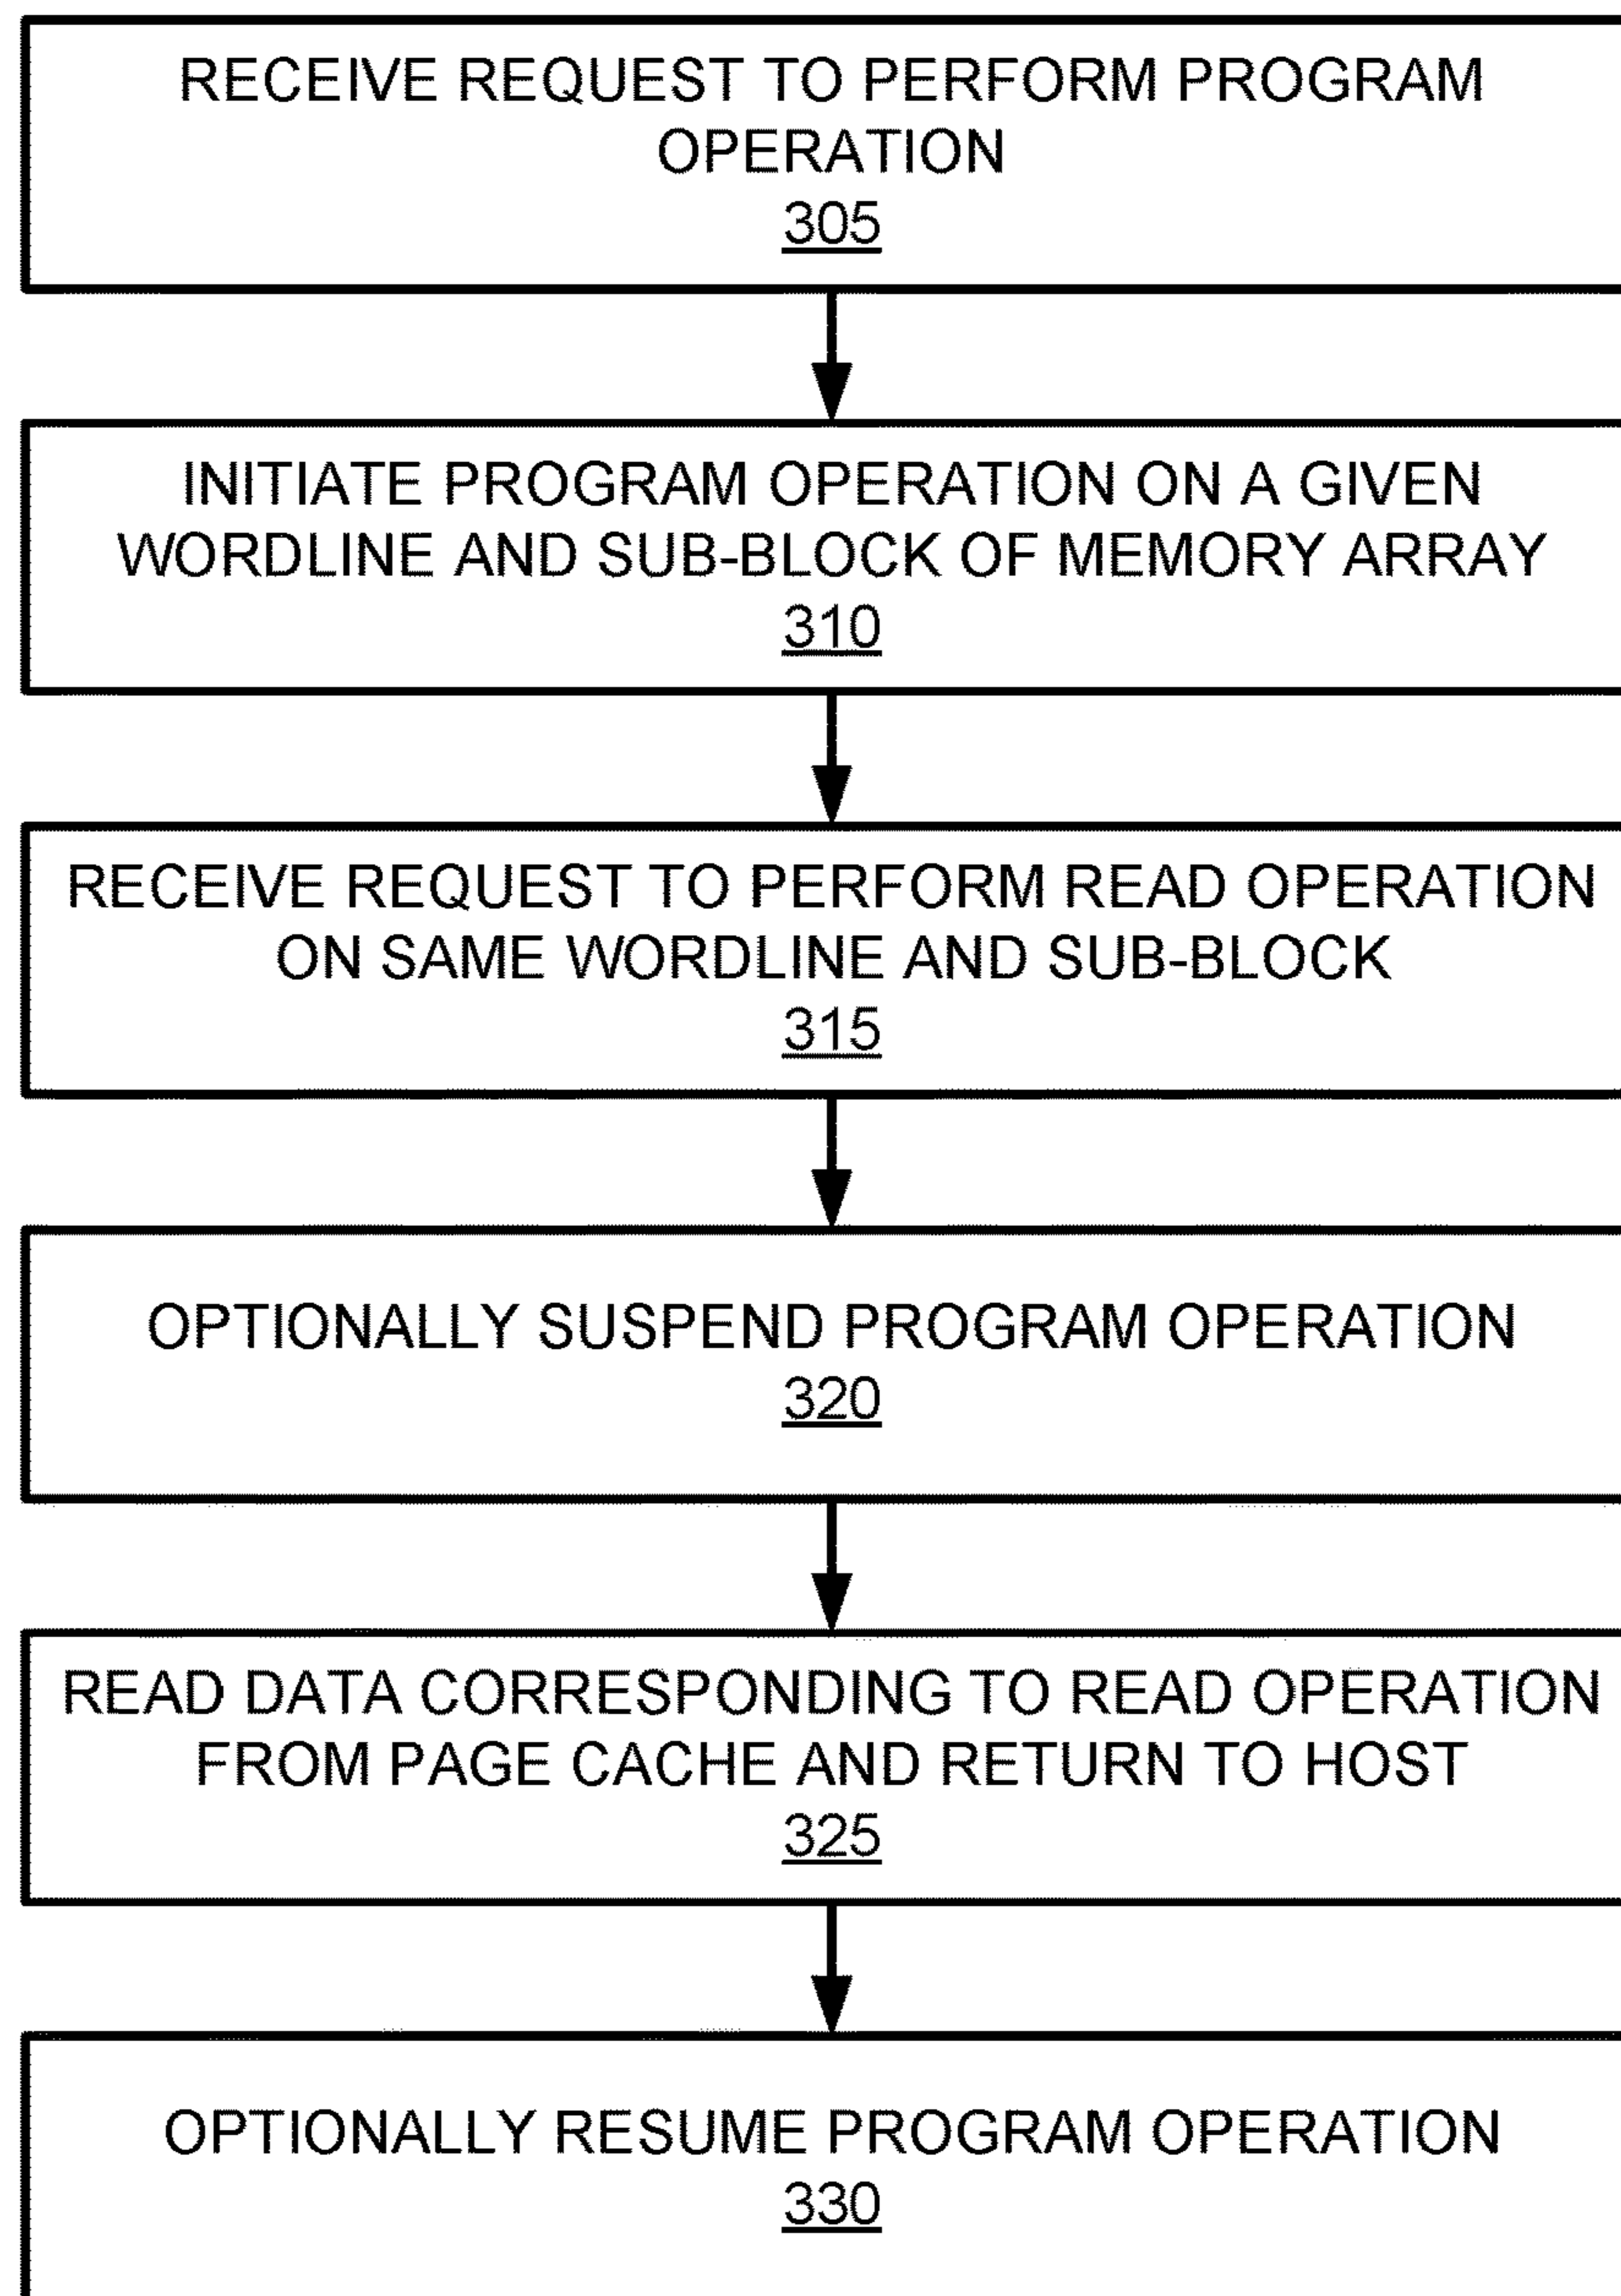 RECEIVE REQUEST TO PERFORM PROGRAM
OPERATION
305
INITIATE PROGRAM OPERATION ON A GIVEN
WORDLINE AND SUB-BLOCK OF MEMORY ARRAY
310
RECEIVE REQUEST TO PERFORM READ OPERATION
ON SAME WORDLINE AND SUB-BLOCK
315
OPTIONALLY SUSPEND PROGRAM OPERATION
320
READ DATA CORRESPONDING TO READ OPERATION
FROM PAGE CACHE AND RETURN TO HOST
325
OPTIONALLY RESUME PROGRAM OPERATION
330